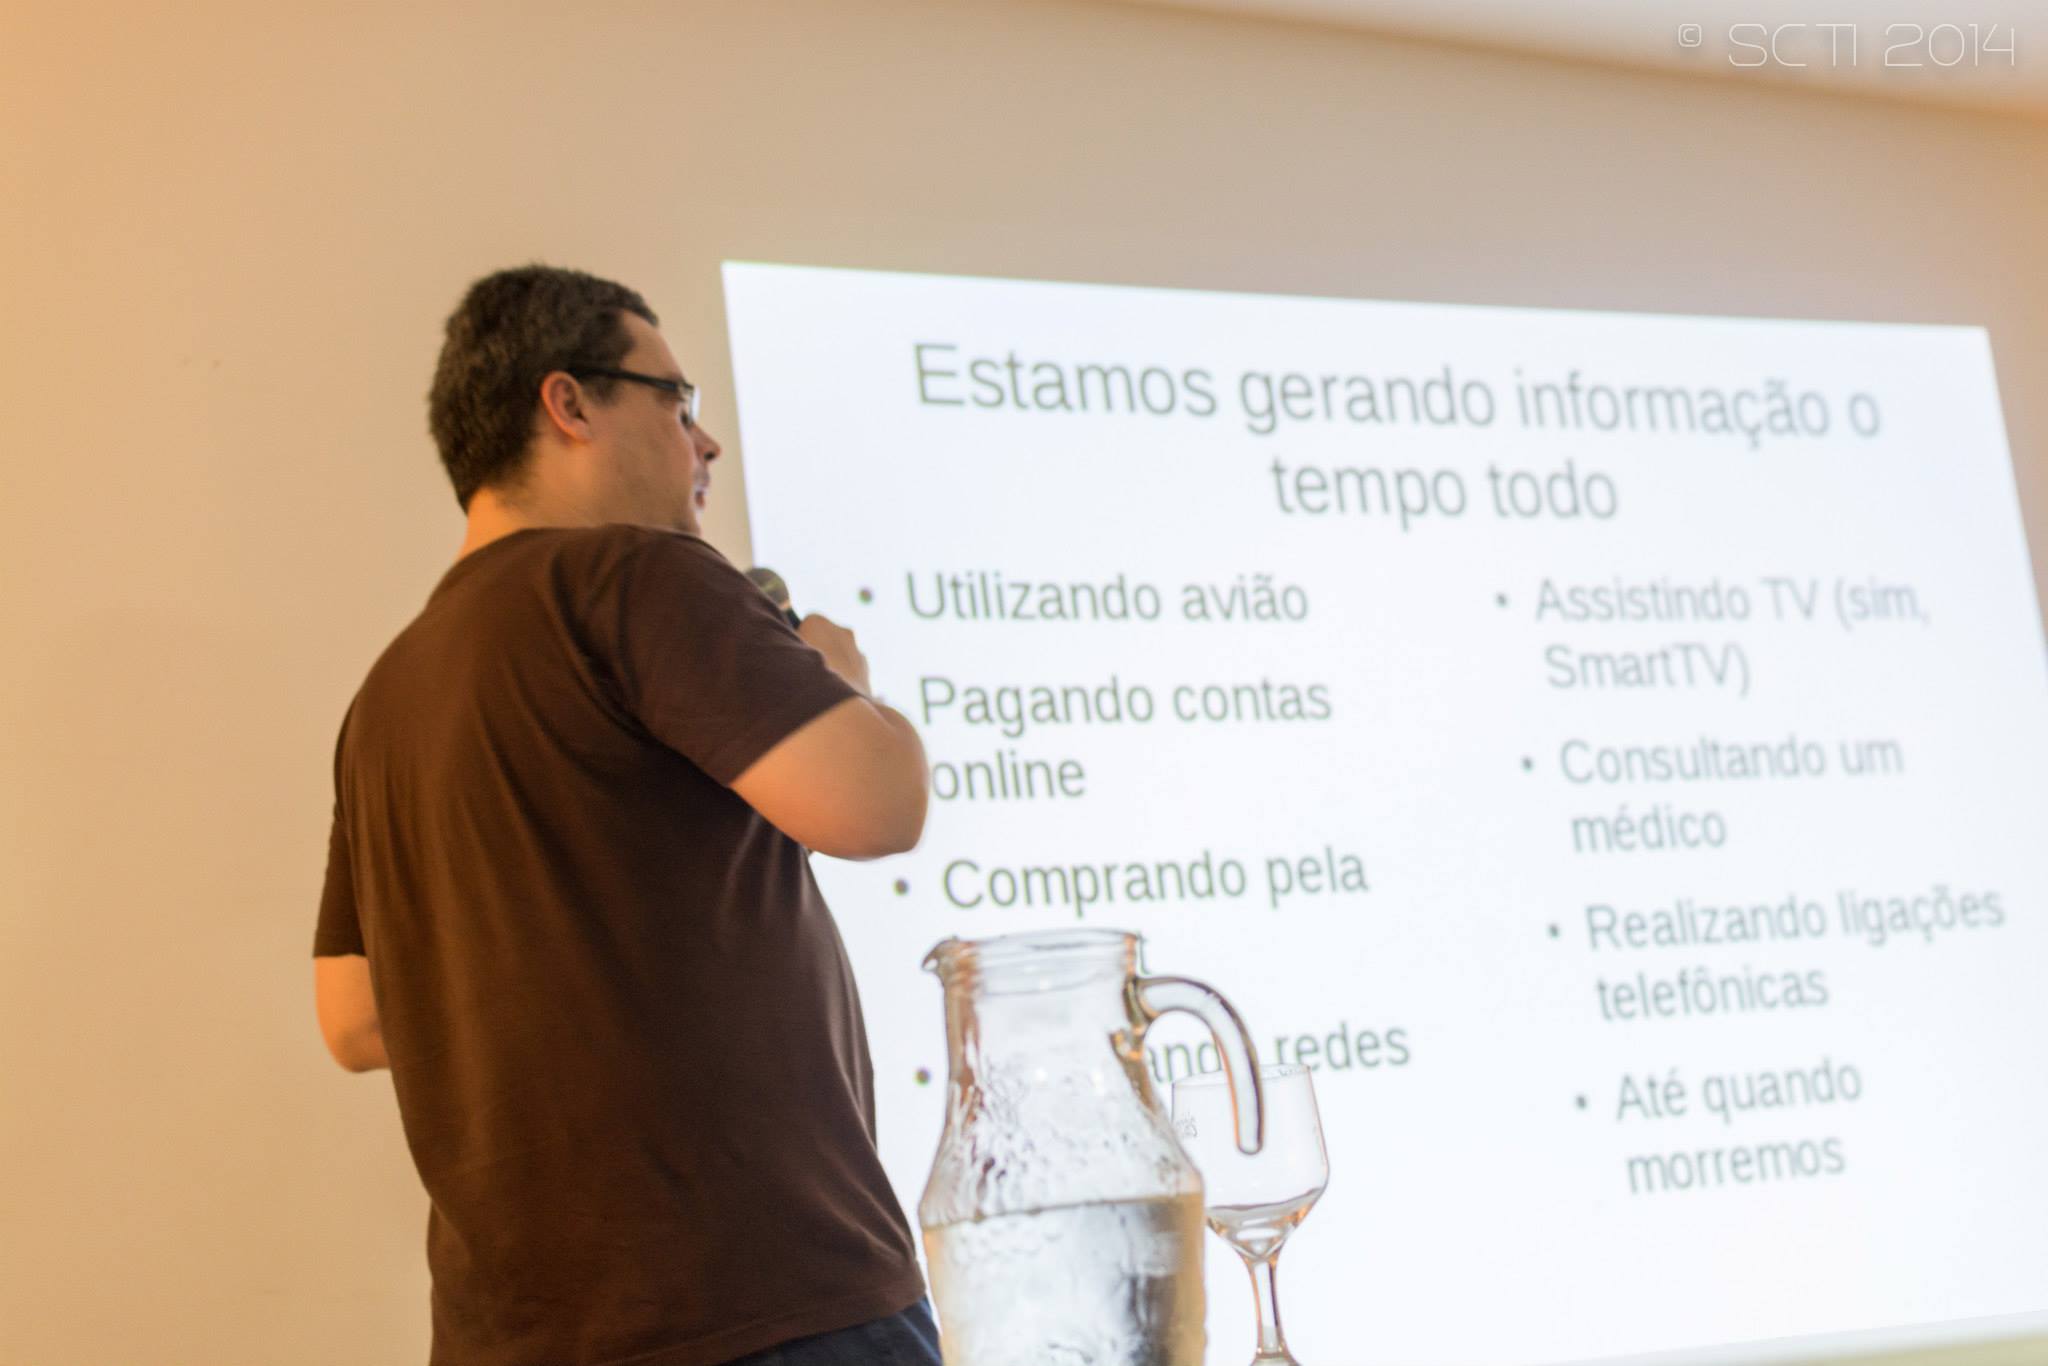 © SCTI 2014
Estamos gerando informação o
tempo todo
• Utilizando avião
Pagando contas
online
• Comprando pela
• redes
• Assistindo TV (sim,
SmartTV)
• Consultando um
médico
• Realizando ligações
telefônicas
• Até quando
morremos